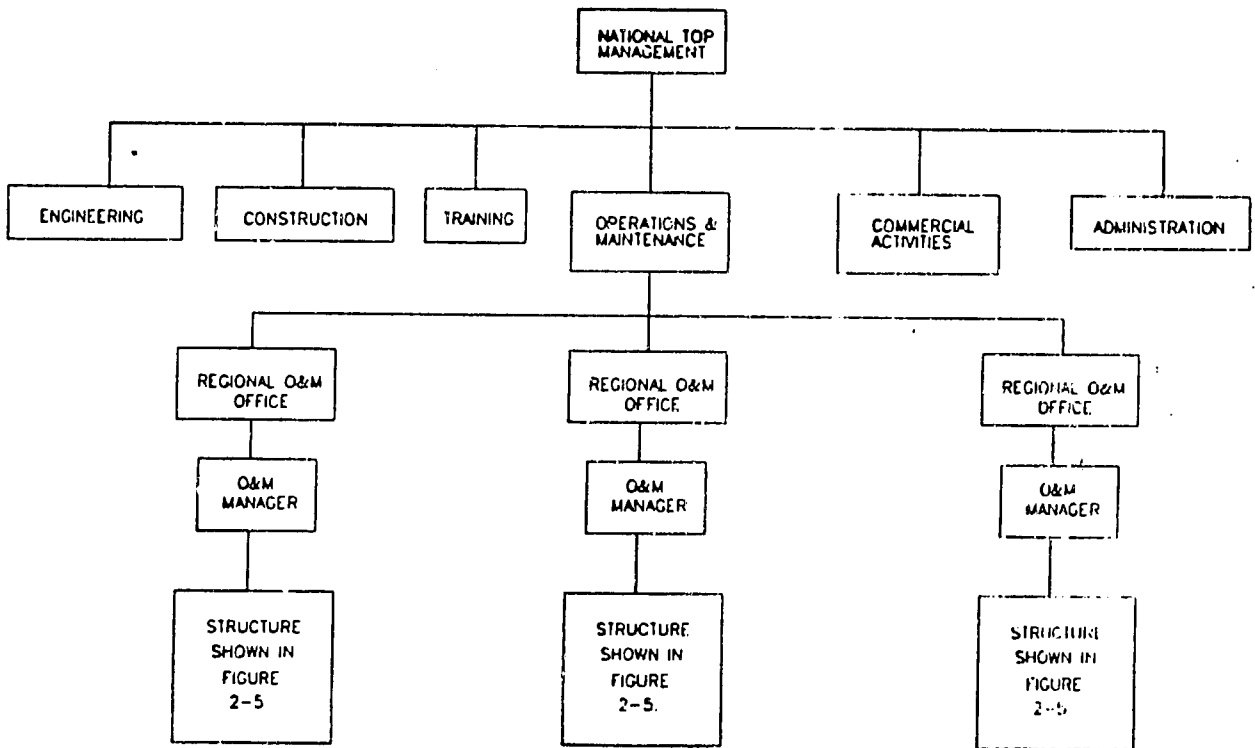 NATIONAL TOP
MANAGEMENT
ENGINEERING
CONSTRUCTION
TRAINING
OPERATIONS &
MAINTENANCE
COMMERCIAL
ACTIVITIES
ADMINISTRATION
REGIONAL O&M
OFFICE
REGIONAL O&M
OFFICE
REGIONAL O&M
OFFICE
O&M
MANAGER
O&M
MANAGER
O&M
MANAGER
STRUCTURE
SHOWN IN
FIGURE
2-5
STRUCTURE
SHOWN IN
FIGURE
2-5.
STRUCTURE
SHOWN IN
FIGURE
2-5